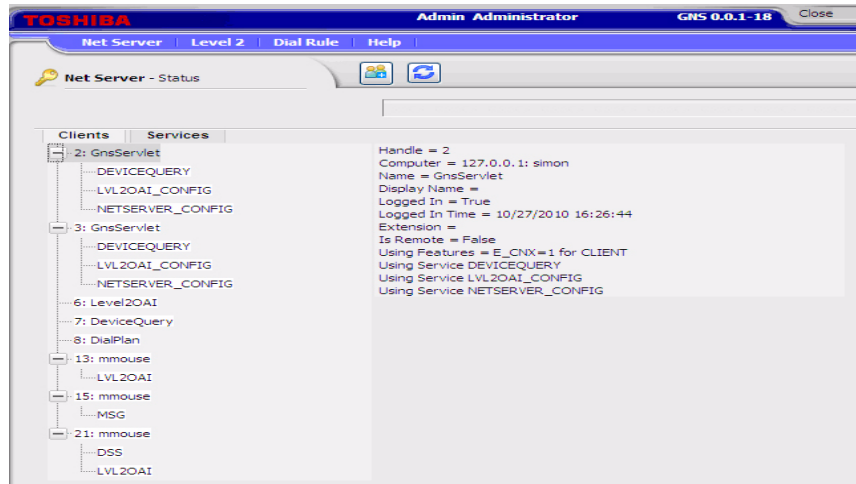 TOSHIBA Admin Administrator GNS 0.0.1-18 Close
Net Server Level 2 Dial Rule Help
Net Server - Status
Clients Services
2: GnsServlet
DEVICEQUERY
LVL2OAI_CONFIG
NETSERVER_CONFIG
3: GnsServlet
DEVICEQUERY
LVL2OAI_CONFIG
NETSERVER_CONFIG
6: Level2OAI
7: DeviceQuery
8: DialPlan
13: mmouse
LVL2OAI
15: mmouse
MSG
21: mmouse
DSS
LVL2OAI
Handle = 2
Computer = 127.0.0.1: simon
Name = GnsServlet
Display Name =
Logged In = True
Logged In Time = 10/27/2010 16:26:44
Extension =
Is Remote = False
Using Features = E_CNX=1 for CLIENT
Using Service DEVICEQUERY
Using Service LVL2OAI_CONFIG
Using Service NETSERVER_CONFIG